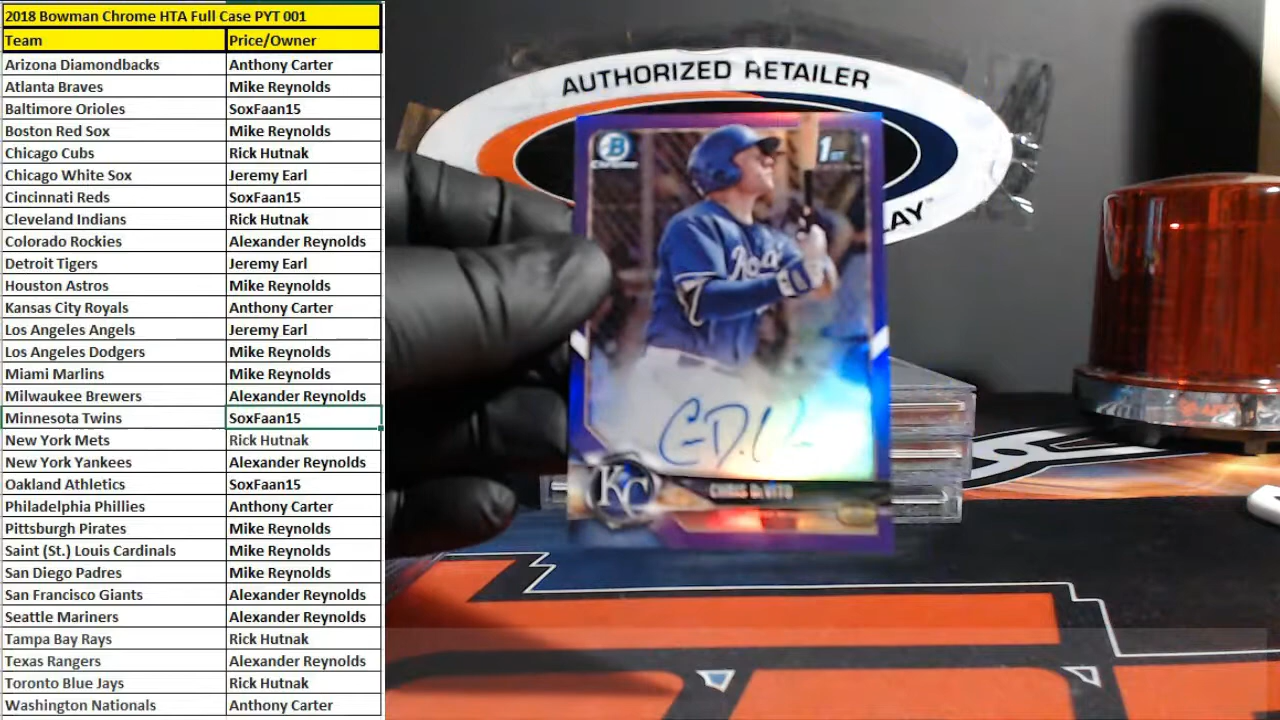 2018 Bowman Chrome HTA Full Case PYT 001
Team Price/Owner
Arizona Diamondbacks Anthony Carter
Atlanta Braves Mike Reynolds
Baltimore Orioles SoxFaan15
Boston Red Sox Mike Reynolds
Chicago Cubs Rick Hutnak
Chicago White Sox Jeremy Earl
Cincinnati Reds SoxFaan15
Cleveland Indians Rick Hutnak
Colorado Rockies Alexander Reynolds
Detroit Tigers Jeremy Earl
Houston Astros Mike Reynolds
Kansas City Royals Anthony Carter
Los Angeles Angels Jeremy Earl
Los Angeles Dodgers Mike Reynolds
Miami Marlins Mike Reynolds
Milwaukee Brewers Alexander Reynolds
Minnesota Twins SoxFaan15
New York Mets Rick Hutnak
New York Yankees Alexander Reynolds
Oakland Athletics SoxFaan15
Philadelphia Phillies Anthony Carter
Pittsburgh Pirates Mike Reynolds
Saint (St.) Louis Cardinals Mike Reynolds
San Diego Padres Mike Reynolds
San Francisco Giants Alexander Reynolds
Seattle Mariners Alexander Reynolds
Tampa Bay Rays Rick Hutnak
Texas Rangers Alexander Reynolds
Toronto Blue Jays Rick Hutnak
Washington Nationals Anthony Carter
AUTHORIZED RETAILER
B
Chrome
1ST
KC
CHRIS DEVITO